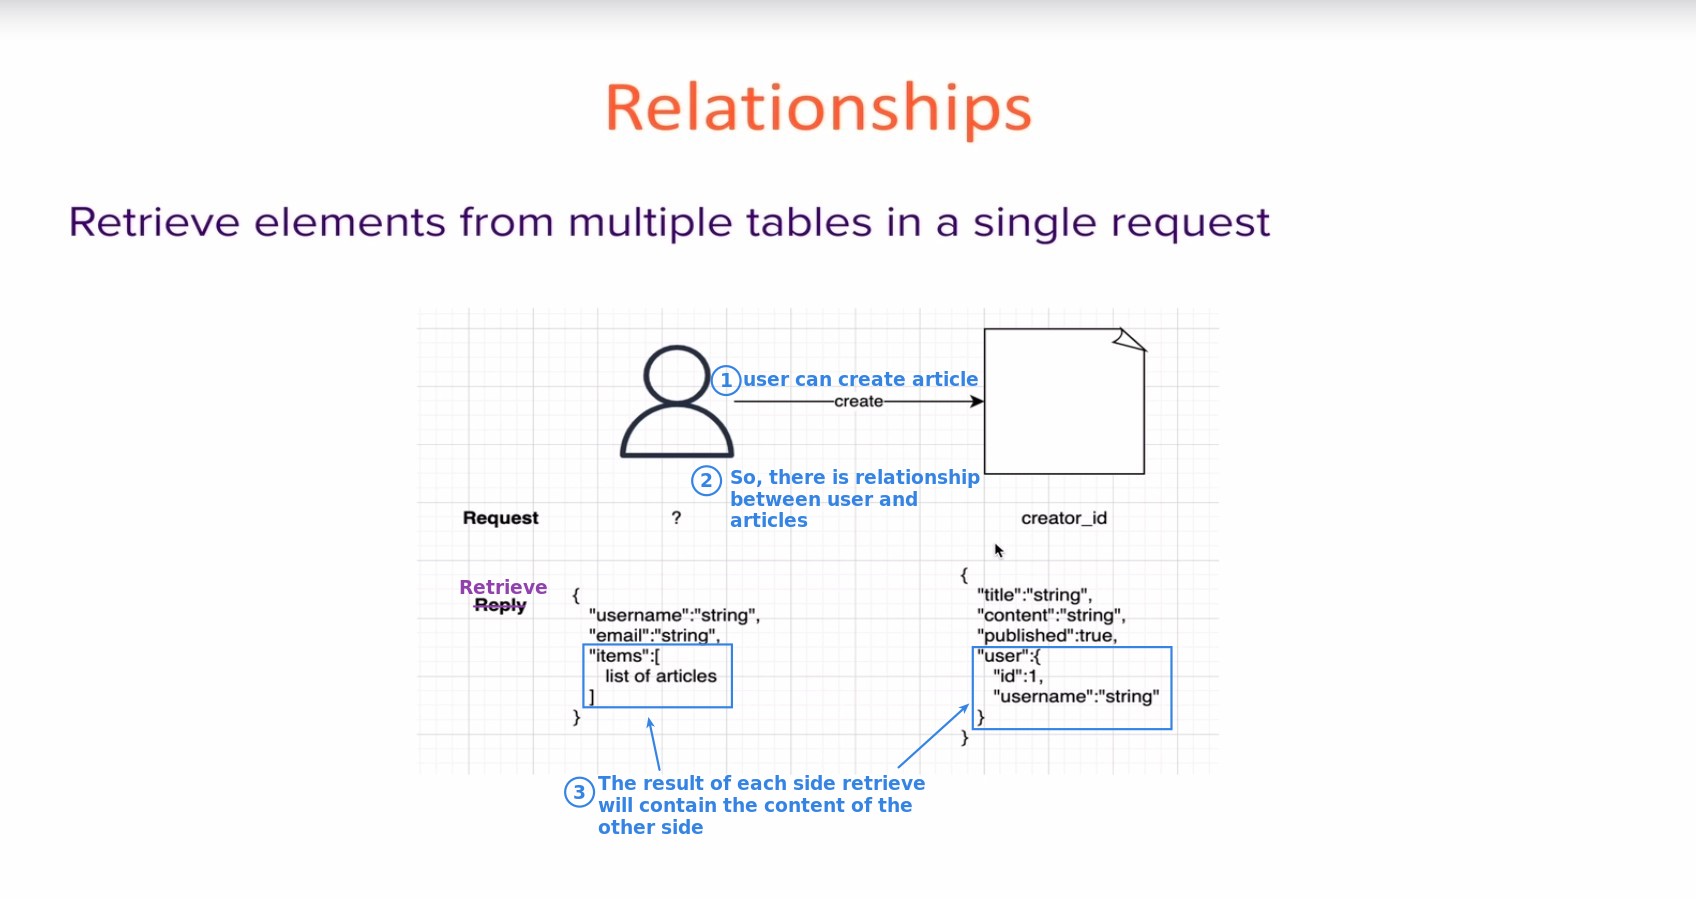 Relationships
Retrieve elements from multiple tables in a single request
1 user can create article
create
2 So, there is relationship
between user and
articles
Request ? creator_id
Retrieve
Reply
{
"username":"string",
"email":"string",
"items":[
list of articles
]
}
{
"title":"string",
"content":"string",
"published":true,
"user":{
"id":1,
"username":"string"
}
}
3 The result of each side retrieve
will contain the content of the
other side